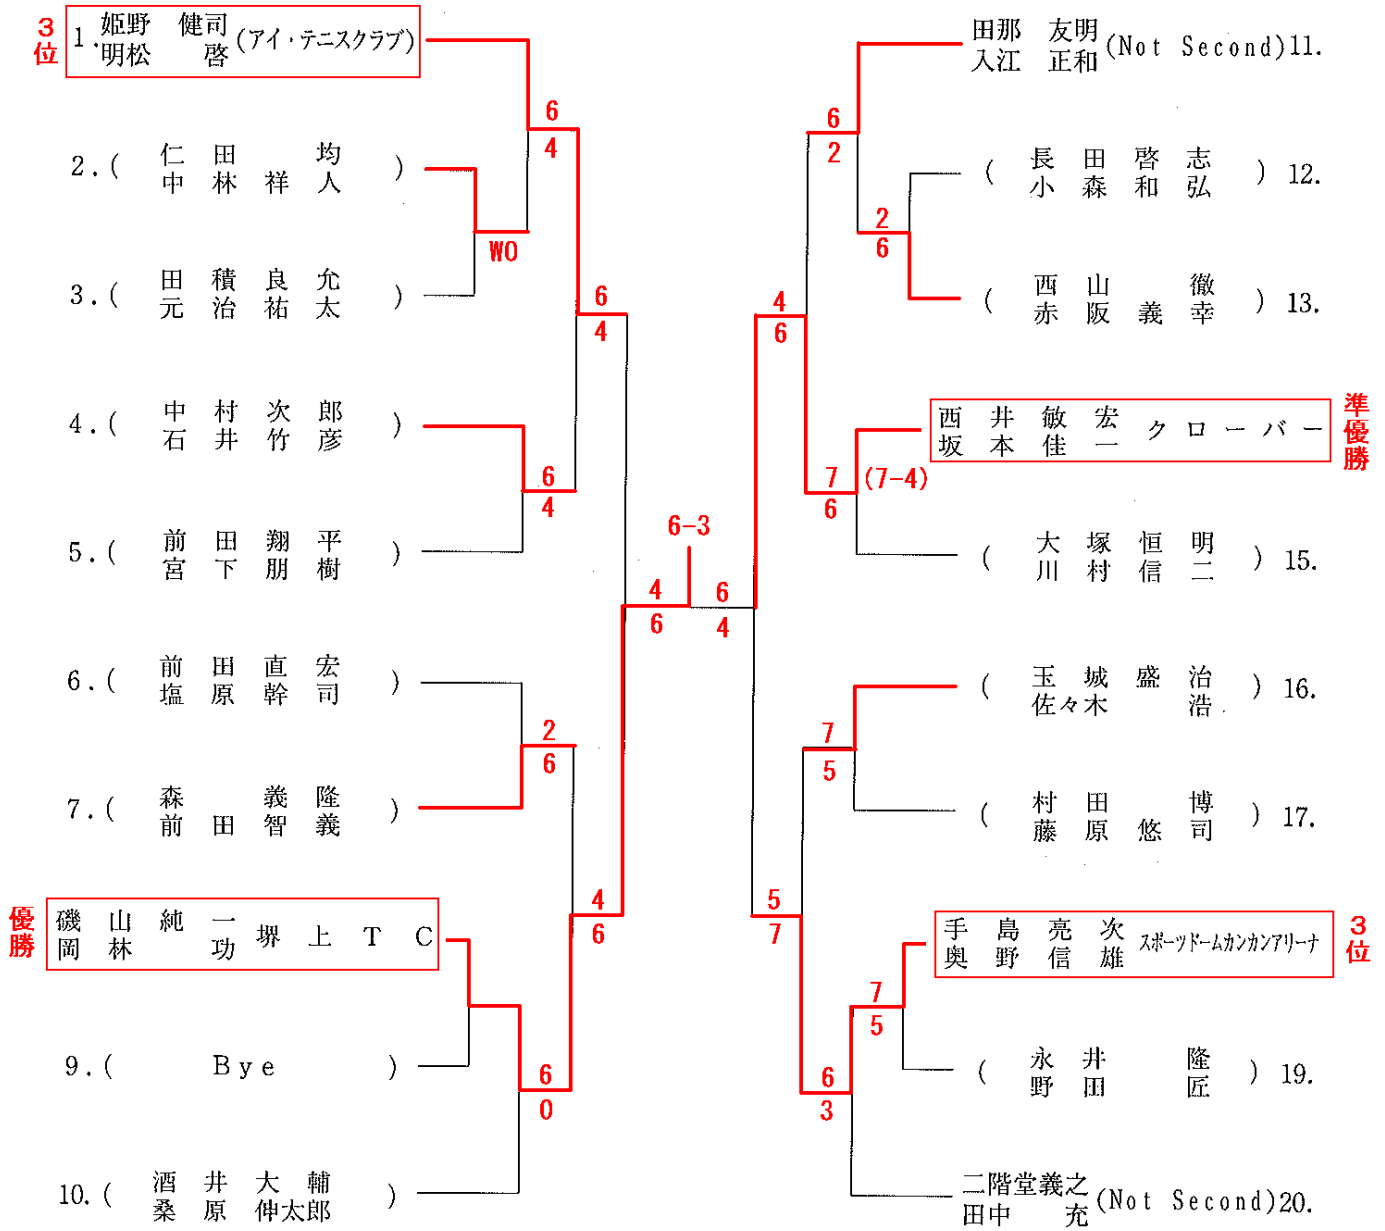 3位
1. 姫野 健司 (アイ・テニスクラブ)
明松 啓
6
4
2. ( 仁田 均 )
中林祥人
WO
3. ( 田積良允 )
元治祐太
6
4
4. ( 中村次郎 )
石井竹彦
6
4
5. ( 前田翔平 )
宮下朋樹
6-3
4
6
6. ( 前田直宏 )
塩原幹司
2
6
7. ( 森 義隆 )
前田智義
4
6
優勝
磯山純一 堺上TC
岡林 功
9. ( Bye )
6
0
10. ( 酒井大輔 )
桑原伸太郎
田那 友明 (Not Second) 11.
入江 正和
6
2
( 長田啓志 ) 12.
小森和弘
2
6
( 西山 徹 ) 13.
赤阪義幸
4
6
準優勝
西井敏宏 クローバー
坂本佳一
7 (7-4)
6
( 大塚恒明 ) 15.
川村信二
6
4
( 玉城盛治 ) 16.
佐々木 浩
7
5
( 村田 博 ) 17.
藤原悠司
5
7
手島亮次 スポーツドームカンカンアリーナ
奥野信雄
3位
7
5
( 永井 隆 ) 19.
野田 匠
6
3
二階堂義之 (Not Second) 20.
田中 充